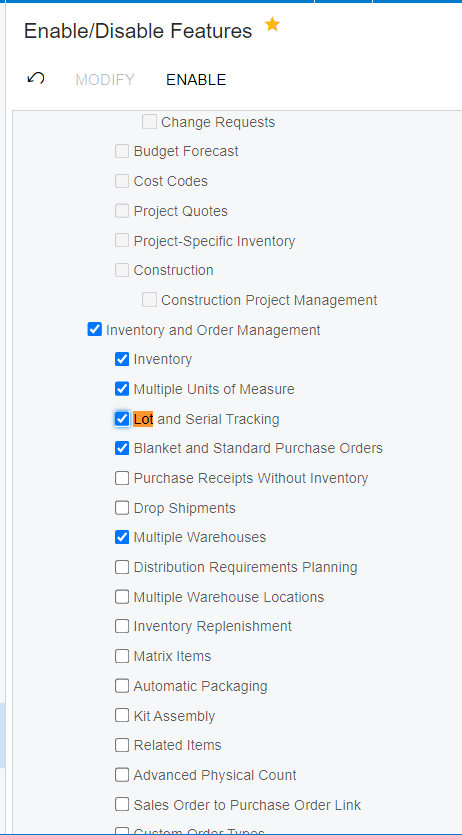 Enable/Disable Features
MODIFY ENABLE
Change Requests
Budget Forecast
Cost Codes
Project Quotes
Project-Specific Inventory
Construction
Construction Project Management
Inventory and Order Management
Inventory
Multiple Units of Measure
Lot and Serial Tracking
Blanket and Standard Purchase Orders
Purchase Receipts Without Inventory
Drop Shipments
Multiple Warehouses
Distribution Requirements Planning
Multiple Warehouse Locations
Inventory Replenishment
Matrix Items
Automatic Packaging
Kit Assembly
Related Items
Advanced Physical Count
Sales Order to Purchase Order Link
Custom Order Types